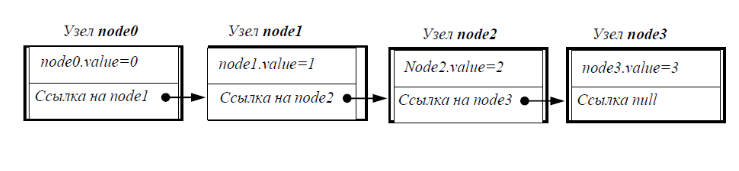 Узел node0 Узел node1 Узел node2 Узел node3
node0.value=0 node1.value=1 Node2.value=2 node3.value=3
Ссылка на node1 Ссылка на node2 Ссылка на node3 Ссылка null